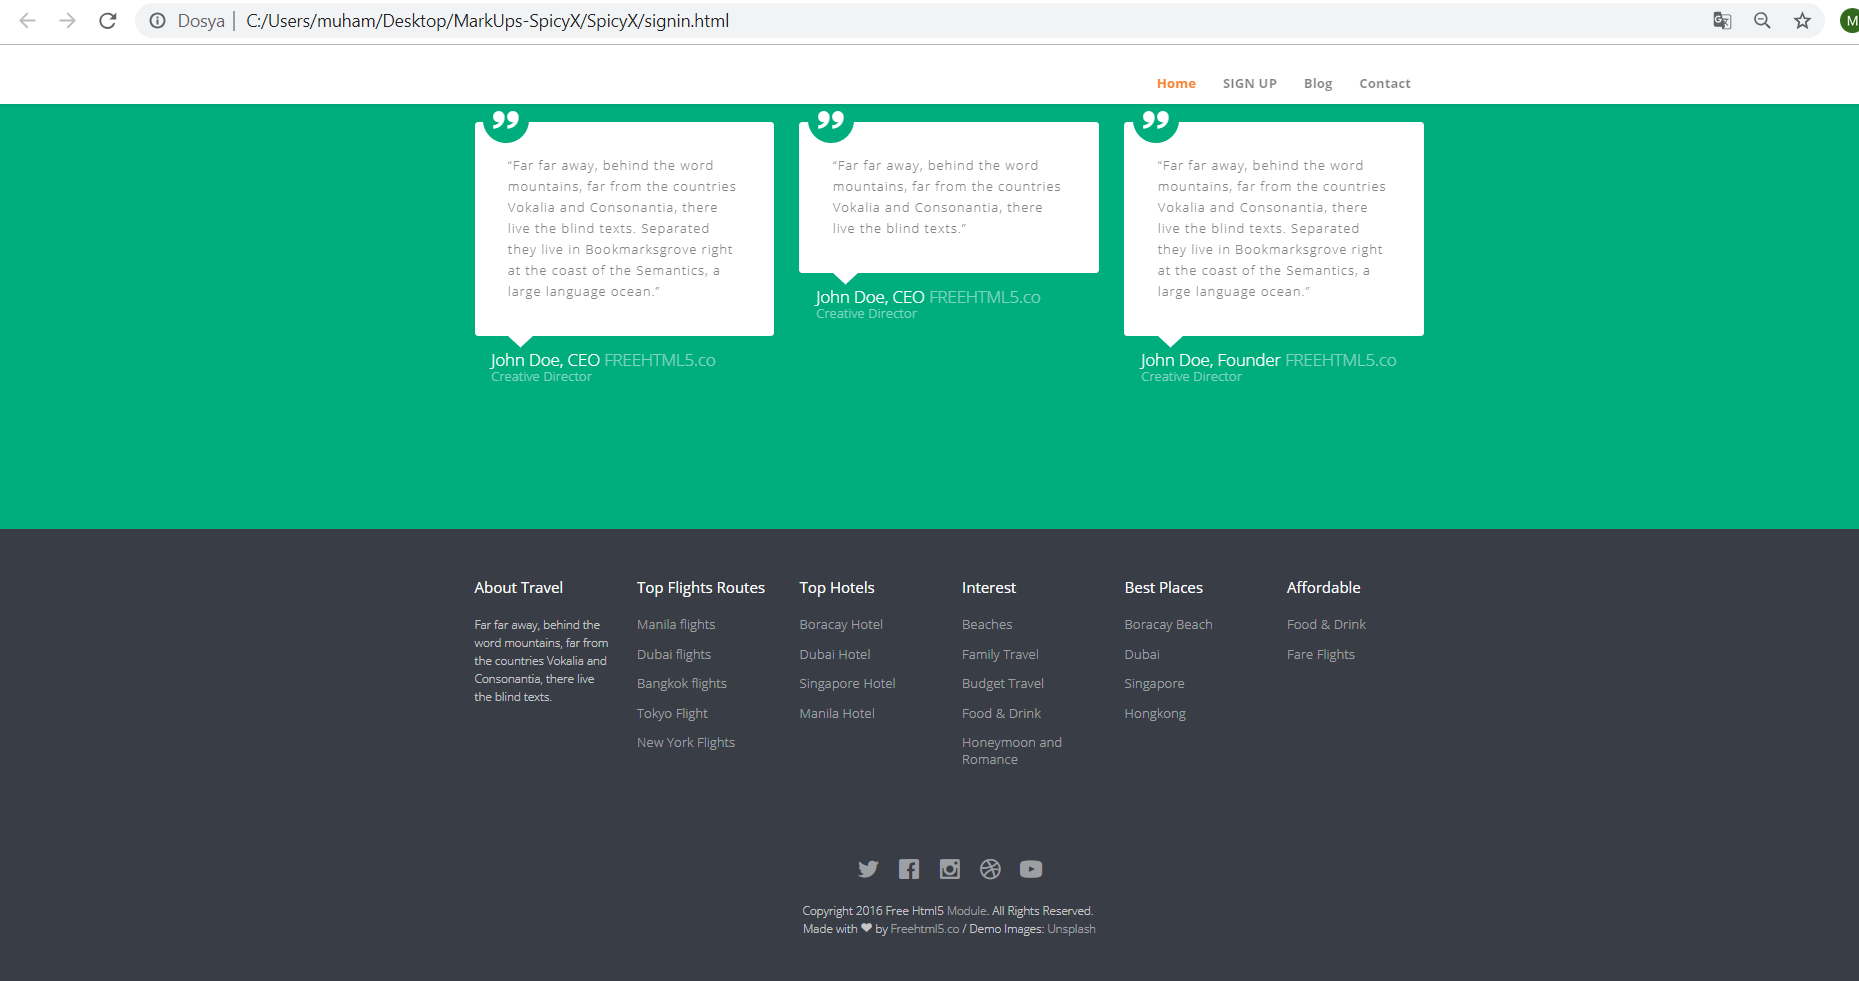 Dosya | C:/Users/muham/Desktop/MarkUps-SpicyX/SpicyX/signin.html
M
Home SIGN UP Blog Contact
“Far far away, behind the word
mountains, far from the countries
Vokalia and Consonantia, there
live the blind texts. Separated
they live in Bookmarksgrove right
at the coast of the Semantics, a
large language ocean.”
John Doe, CEO FREEHTML5.co
Creative Director
“Far far away, behind the word
mountains, far from the countries
Vokalia and Consonantia, there
live the blind texts.”
John Doe, CEO FREEHTML5.co
Creative Director
“Far far away, behind the word
mountains, far from the countries
Vokalia and Consonantia, there
live the blind texts. Separated
they live in Bookmarksgrove right
at the coast of the Semantics, a
large language ocean.”
John Doe, Founder FREEHTML5.co
Creative Director
About Travel
Far far away, behind the
word mountains, far from
the countries Vokalia and
Consonantia, there live
the blind texts.
Top Flights Routes
Manila flights
Dubai flights
Bangkok flights
Tokyo Flight
New York Flights
Top Hotels
Boracay Hotel
Dubai Hotel
Singapore Hotel
Manila Hotel
Interest
Beaches
Family Travel
Budget Travel
Food & Drink
Honeymoon and
Romance
Best Places
Boracay Beach
Dubai
Singapore
Hongkong
Affordable
Food & Drink
Fare Flights
Copyright 2016 Free Html5 Module. All Rights Reserved.
Made with ❤ by Freehtml5.co / Demo Images: Unsplash